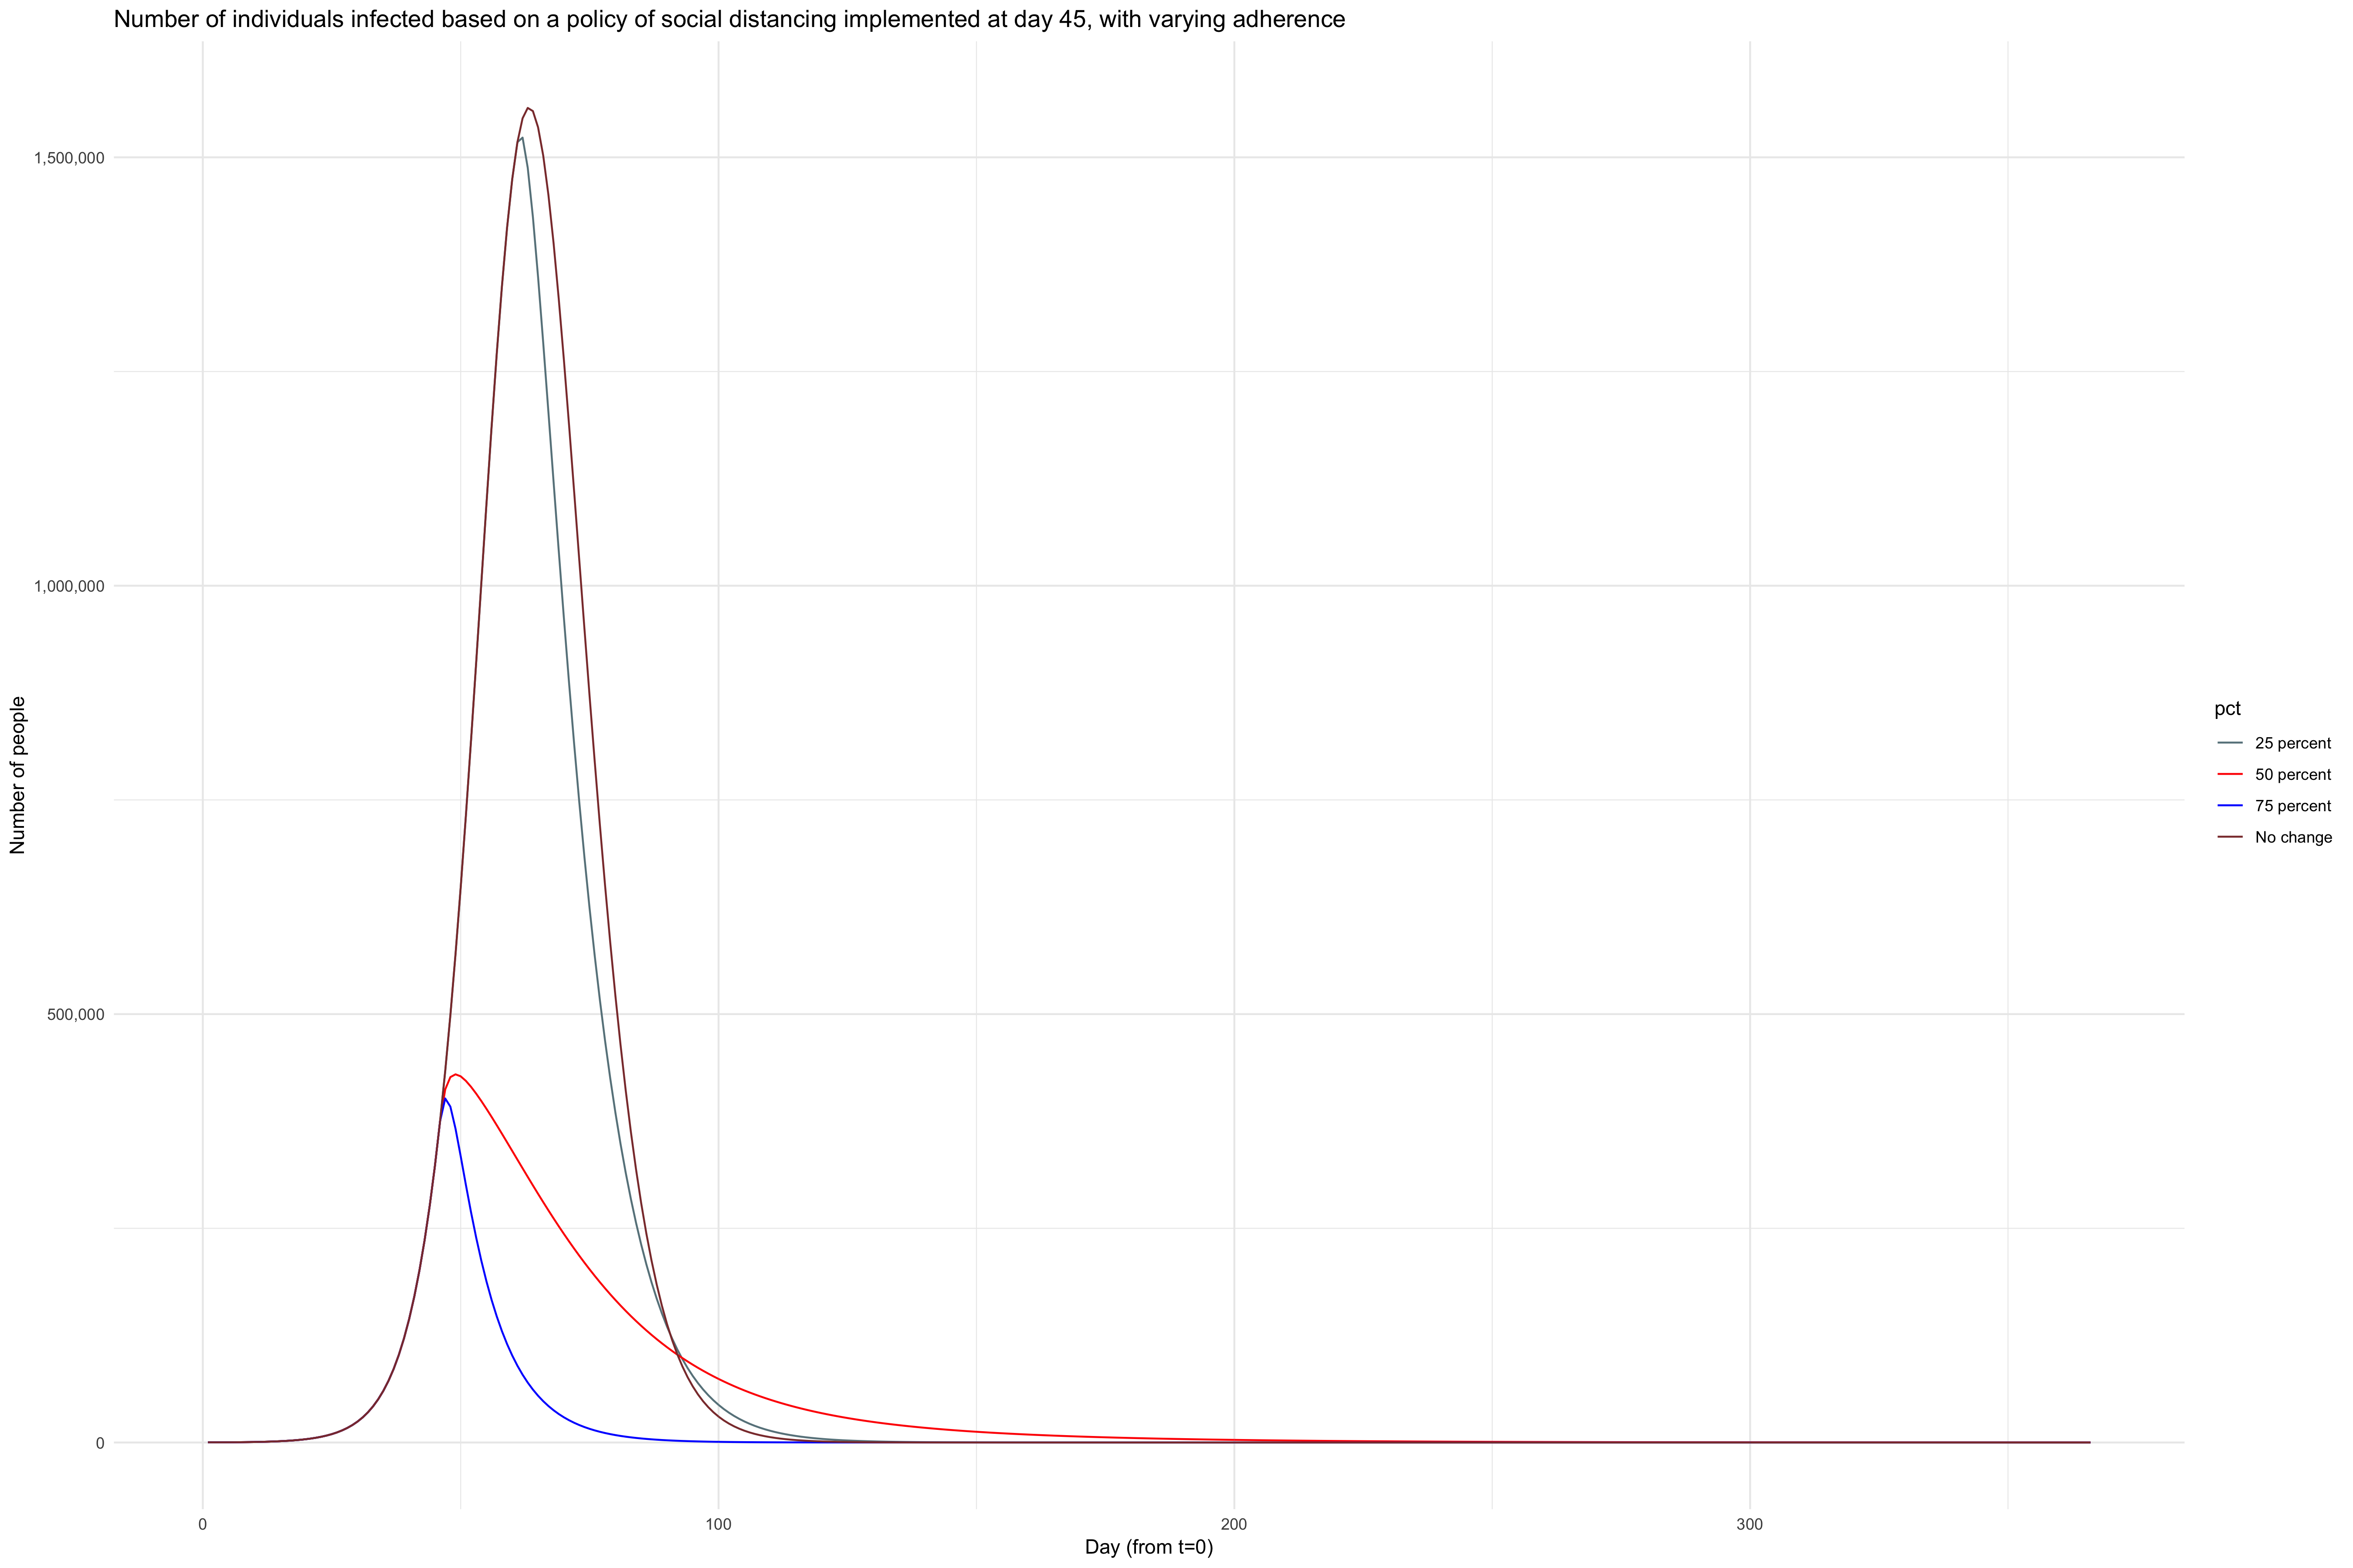 Number of individuals infected based on a policy of social distancing implemented at day 45, with varying adherence
Number of people
1,500,000
1,000,000
500,000
0
0
100
200
300
Day (from t=0)
pct
25 percent
50 percent
75 percent
No change